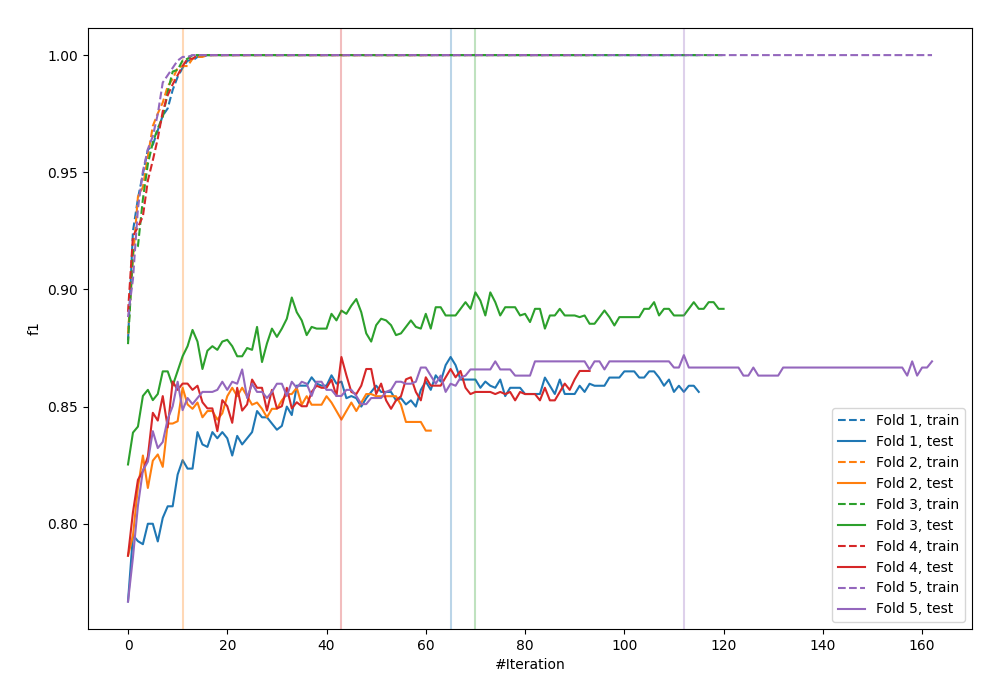 1.00
0.95
0.90
0.85
0.80
f1
0 20 40 60 80 100 120 140 160
#Iteration
Fold 1, train
Fold 1, test
Fold 2, train
Fold 2, test
Fold 3, train
Fold 3, test
Fold 4, train
Fold 4, test
Fold 5, train
Fold 5, test